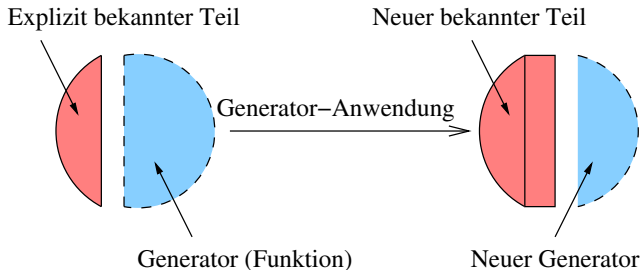 Explizit bekannter Teil
Neuer bekannter Teil
Generator−Anwendung
Generator (Funktion)
Neuer Generator